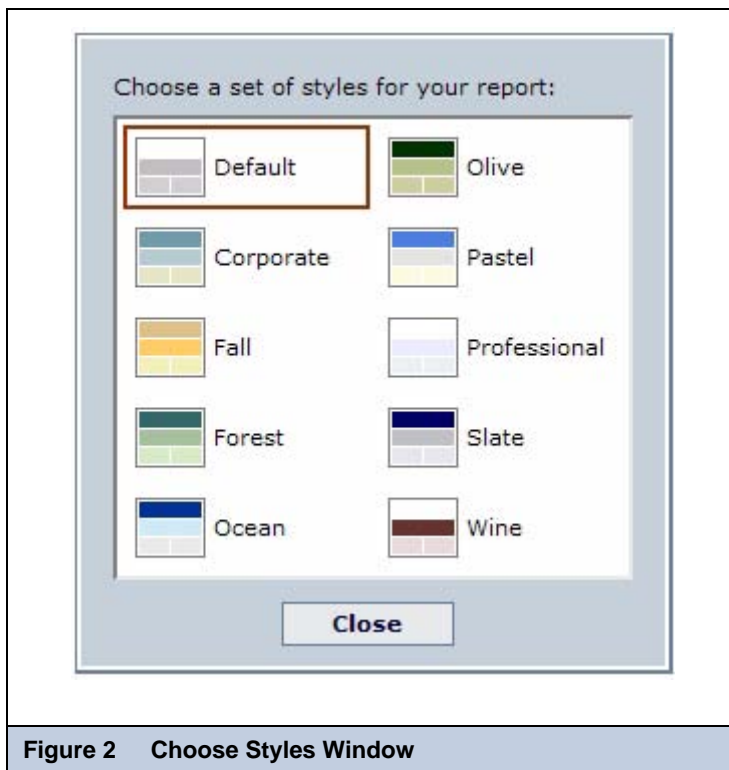 Choose a set of styles for your report:
Default
Olive
Corporate
Pastel
Fall
Professional
Forest
Slate
Ocean
Wine
Close
Figure 2 Choose Styles Window